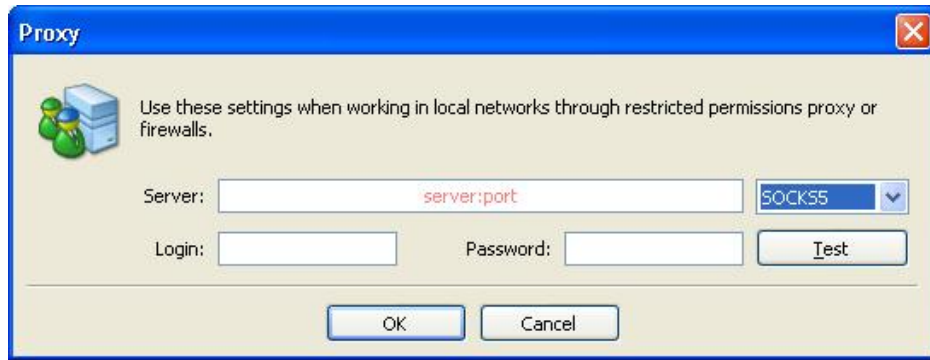 Proxy
Use these settings when working in local networks through restricted permissions proxy or
firewalls.
Server: server:port SOCKS5
Login: Password: Test
OK Cancel